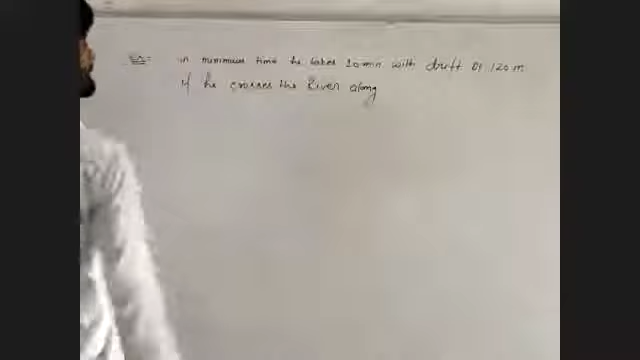 in minimum time he takes 10 min with drift of 120 m
if he crosses the River along